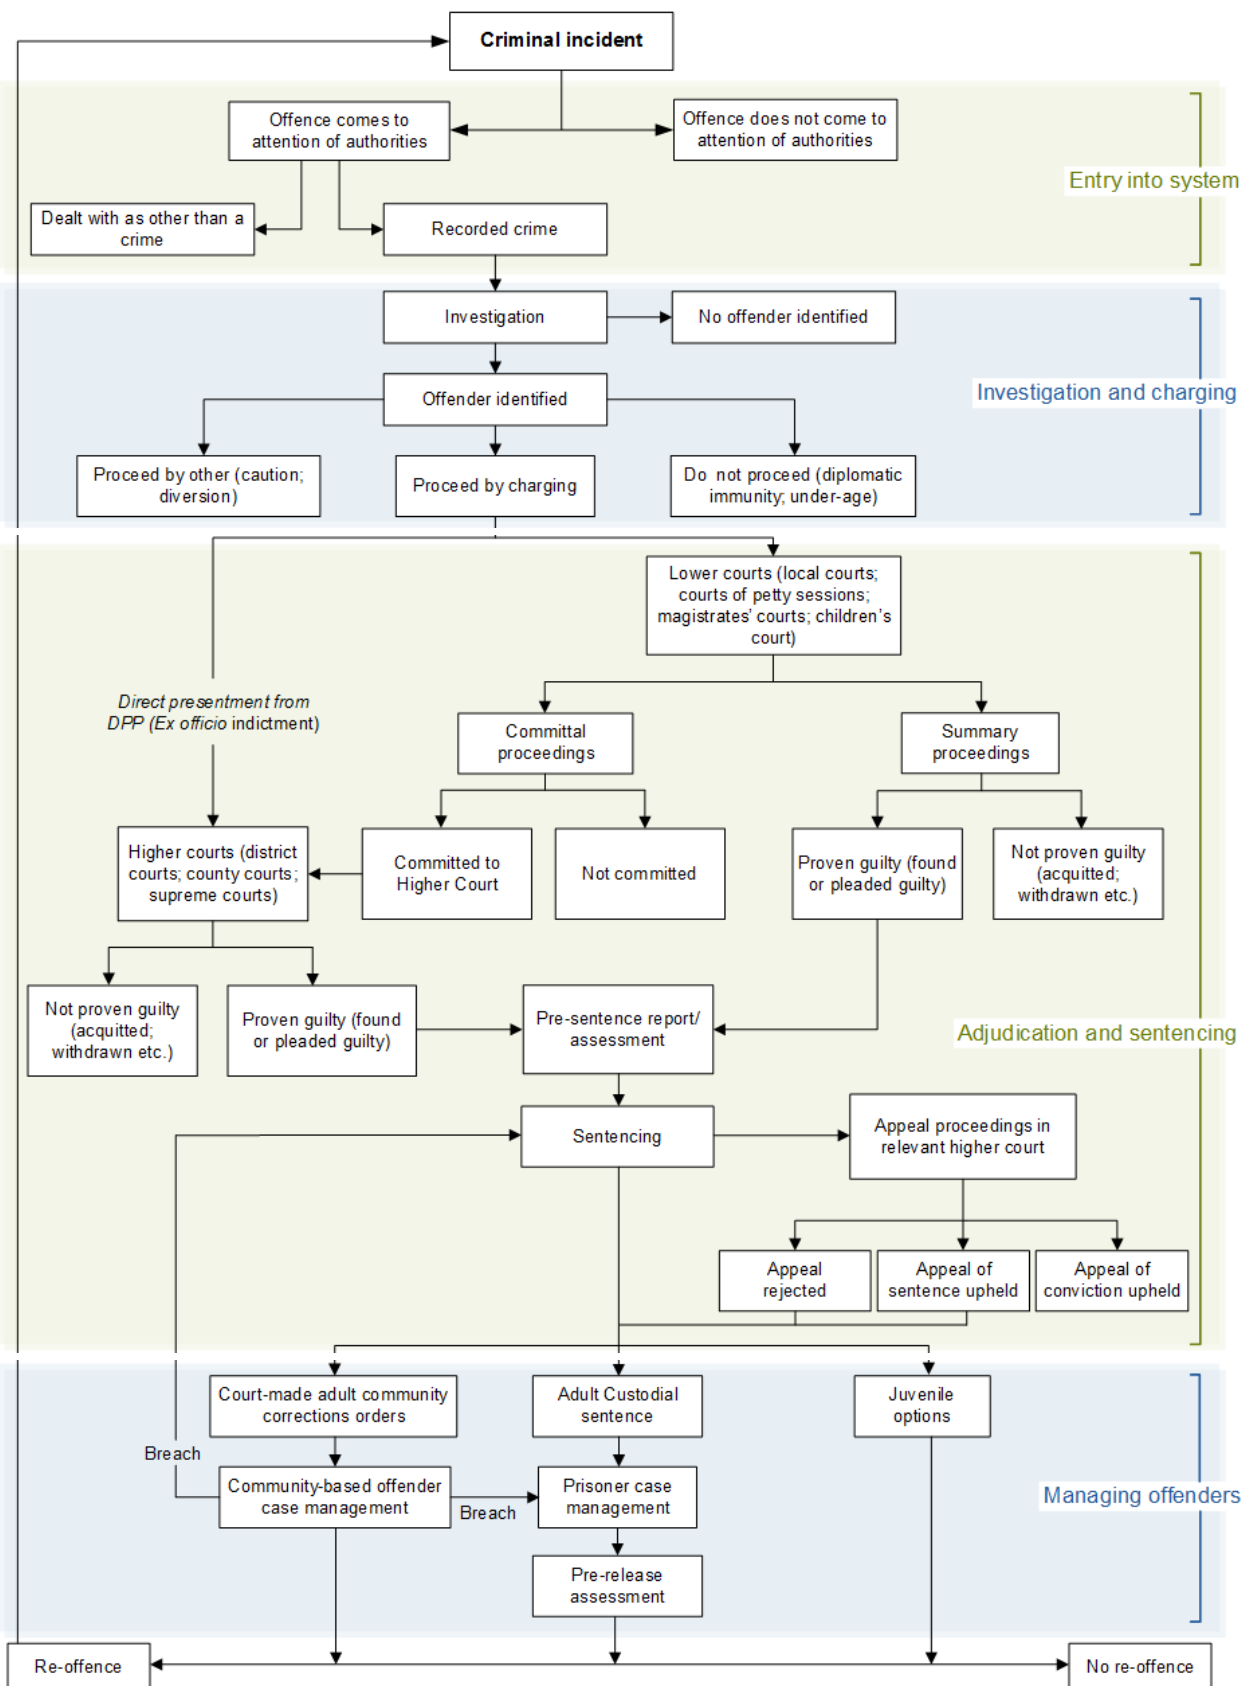 Criminal incident
Offence comes to
attention of authorities
Offence does not come to
attention of authorities
Entry into system
Dealt with as other than a
crime
Recorded crime
Investigation
No offender identified
Offender identified
Investigation and charging
Proceed by other (caution;
diversion)
Proceed by charging
Do not proceed (diplomatic
immunity; under-age)
Lower courts (local courts;
courts of petty sessions;
magistrates' courts; children's
court)
Direct presentment from
DPP (Ex officio indictment)
Committal
proceedings
Summary
proceedings
Higher courts (district
courts; county courts;
supreme courts)
Committed to
Higher Court
Not committed
Proven guilty (found
or pleaded guilty)
Not proven guilty
(acquitted;
withdrawn etc.)
Not proven guilty
(acquitted;
withdrawn etc.)
Proven guilty (found
or pleaded guilty)
Pre-sentence report/
assessment
Adjudication and sentencing
Sentencing
Appeal proceedings in
relevant higher court
Appeal
rejected
Appeal of
sentence upheld
Appeal of
conviction upheld
Court-made adult community
corrections orders
Adult Custodial
sentence
Juvenile
options
Breach
Community-based offender
case management
Breach
Prisoner case
management
Managing offenders
Pre-release
assessment
Re-offence
No re-offence